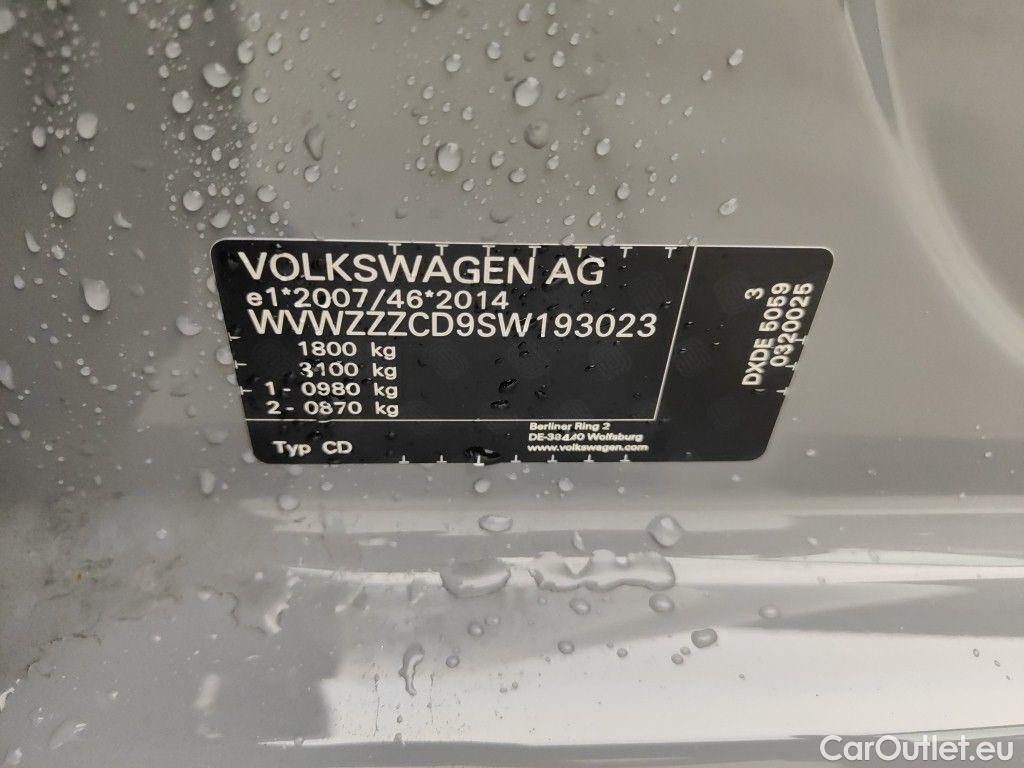 VOLKSWAGEN AG
e1*2007/46*2014
WVWZZZCD9SW193023
1800 kg
3100 kg
1 - 0980 kg
2 - 0870 kg
Typ CD
Berliner Ring 2
DE-38440 Wolfsburg
www.volkswagen.com
3
DXDE 5059
0320025
CarOutlet.eu